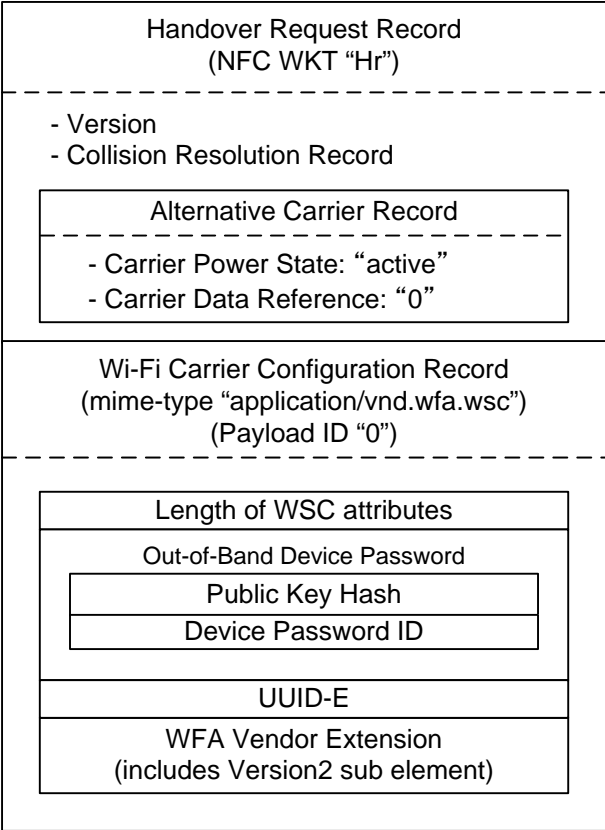 Handover Request Record
(NFC WKT “Hr”)
- Version
- Collision Resolution Record
Alternative Carrier Record
- Carrier Power State: “active”
- Carrier Data Reference: “0”
Wi-Fi Carrier Configuration Record
(mime-type “application/vnd.wfa.wsc”)
(Payload ID “0”)
Length of WSC attributes
Out-of-Band Device Password
Public Key Hash
Device Password ID
UUID-E
WFA Vendor Extension
(includes Version2 sub element)